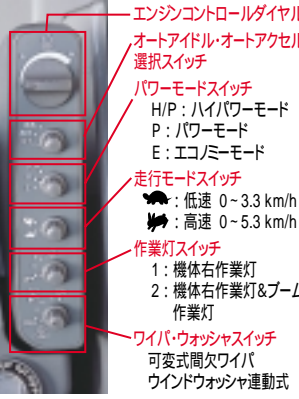 エンジンコントロールダイヤル
オートアイドル・オートアクセル
選択スイッチ
パワーモードスイッチ
H/P:ハイパワーモード
P:パワーモード
E:エコノミーモード
走行モードスイッチ
:低速 0~3.3 km/h
:高速 0~5.3 km/h
作業灯スイッチ
1:機体右作業灯
2:機体右作業灯&ブーム
作業灯
ワイパ・ウォッシャスイッチ
可変式間欠ワイパ
ウインドウォッシャ連動式